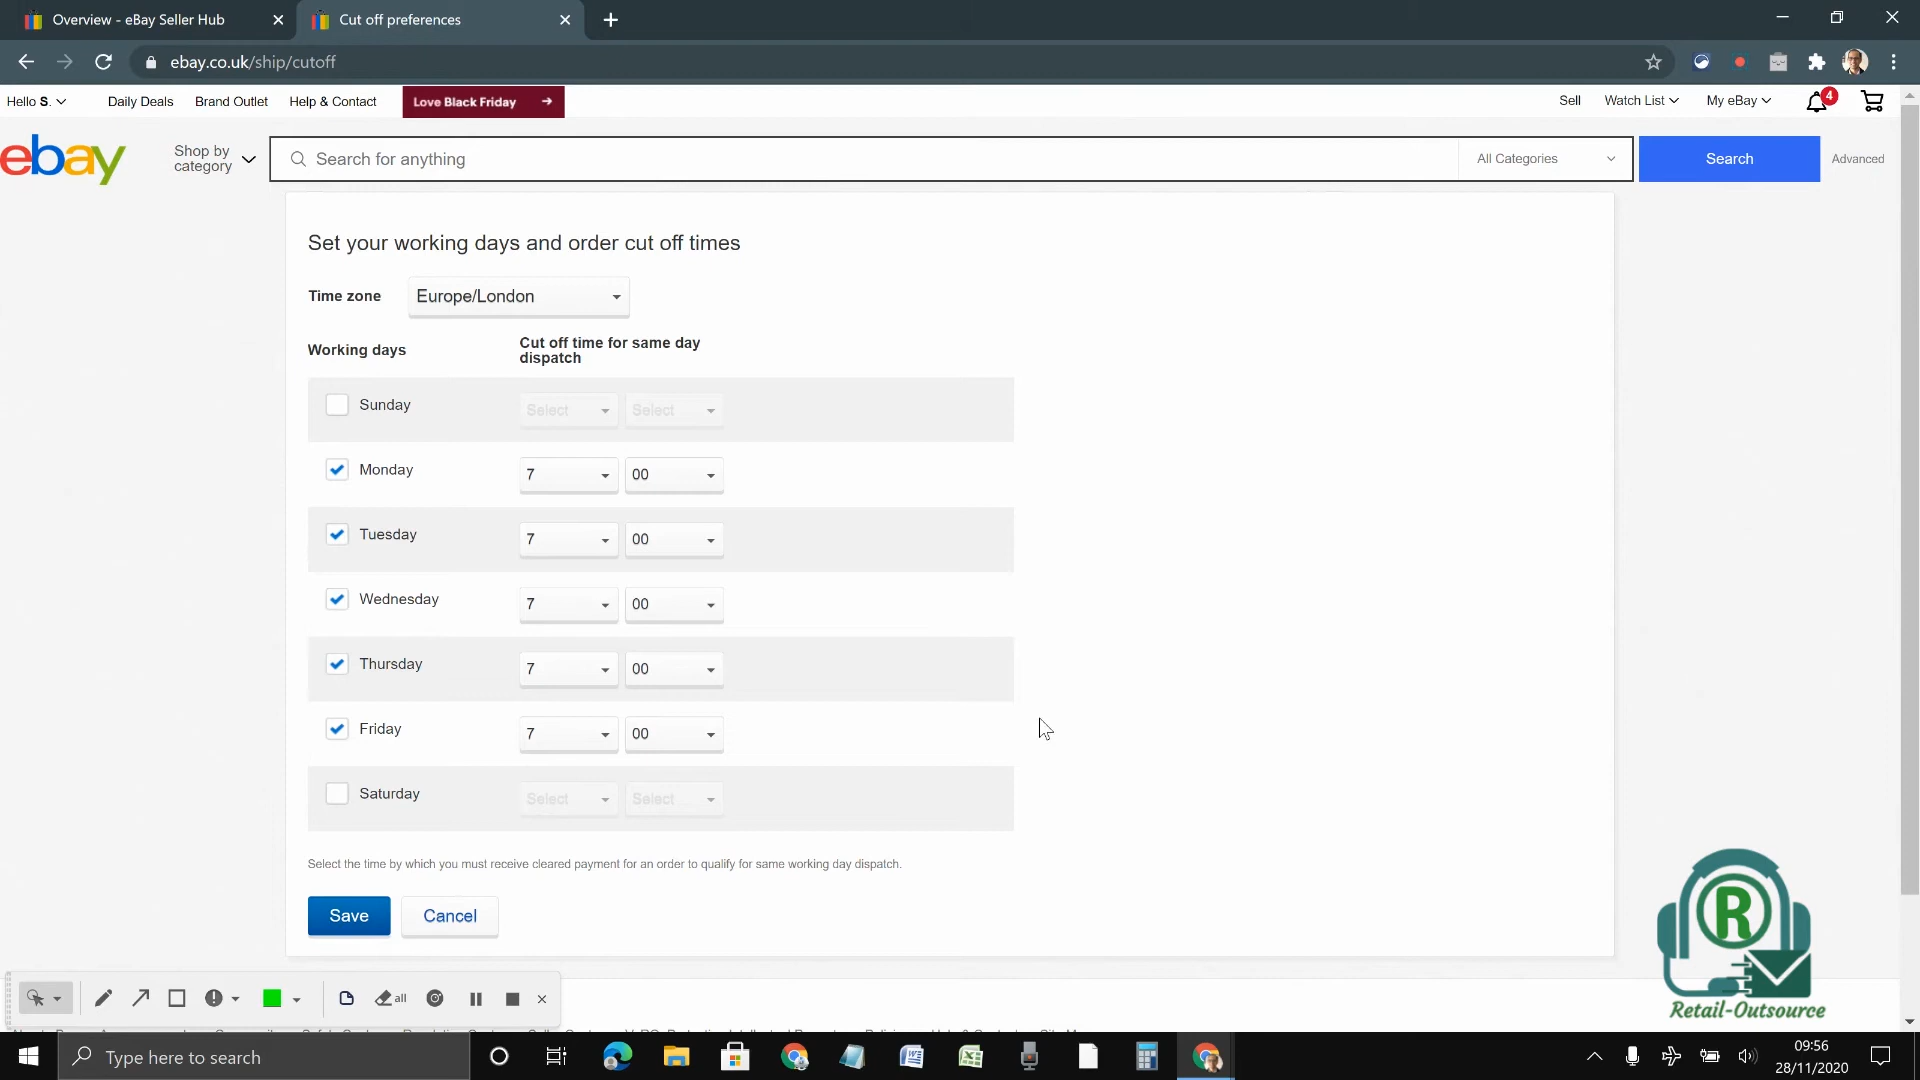 Overview - eBay Seller Hub
Cut off preferences
ebay.co.uk/ship/cutoff
Hello S.
Daily Deals
Brand Outlet
Help & Contact
Love Black Friday
Sell
Watch List
My eBay
4
ebay
Shop by
category
Search for anything
All Categories
Search
Advanced
Set your working days and order cut off times
Time zone
Europe/London
Working days
Cut off time for same day
dispatch
Sunday
Select
Select
Monday
7
00
Tuesday
7
00
Wednesday
7
00
Thursday
7
00
Friday
7
00
Saturday
Select
Select
Select the time by which you must receive cleared payment for an order to qualify for same working day dispatch.
Save
Cancel
all
R
Retail-Outsource
Type here to search
09:56
28/11/2020